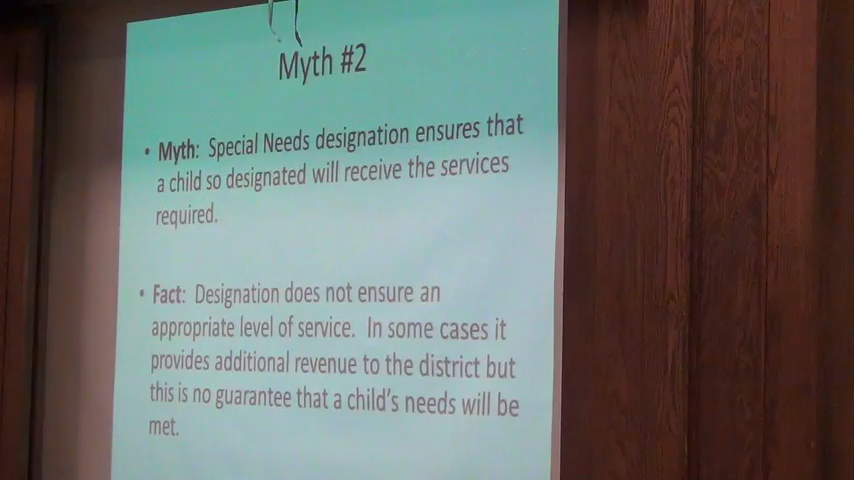 Myth #2
• Myth: Special Needs designation ensures that
a child so designated will receive the services
required.
• Fact: Designation does not ensure an
appropriate level of service. In some cases it
provides additional revenue to the district but
this is no guarantee that a child's needs will be
met.